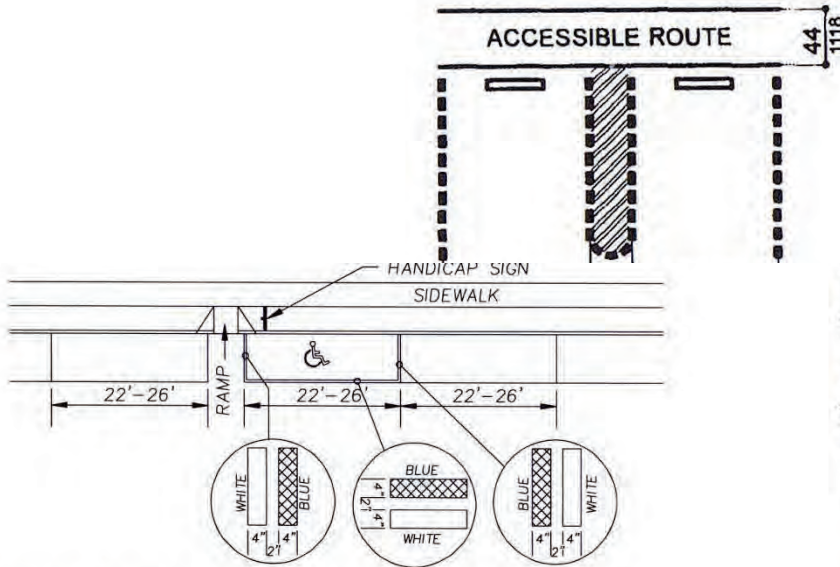 ACCESSIBLE ROUTE
44
1118
HANDICAP SIGN
SIDEWALK
22'-26'
RAMP
22'-26'
22'-26'
WHITE
BLUE
4"
2"
4"
BLUE
4"
2"
4"
WHITE
BLUE
WHITE
4"
2"
4"